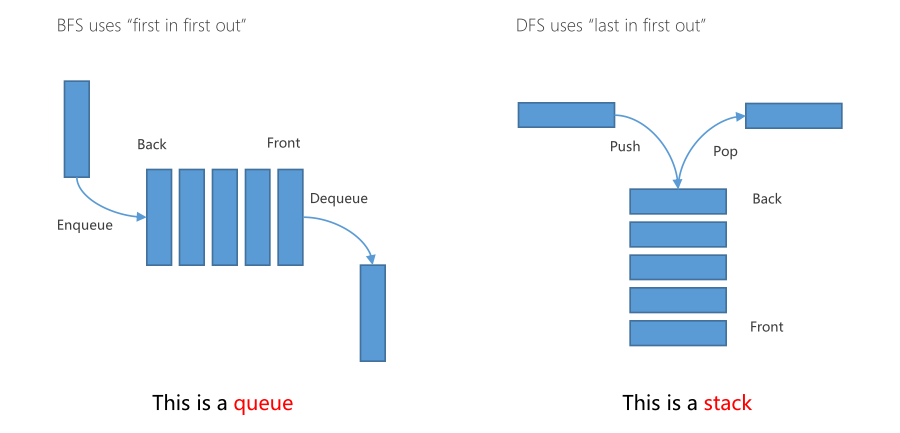 BFS uses “first in first out”
Back
Front
Enqueue
Dequeue
This is a queue
DFS uses “last in first out”
Push
Pop
Back
Front
This is a stack